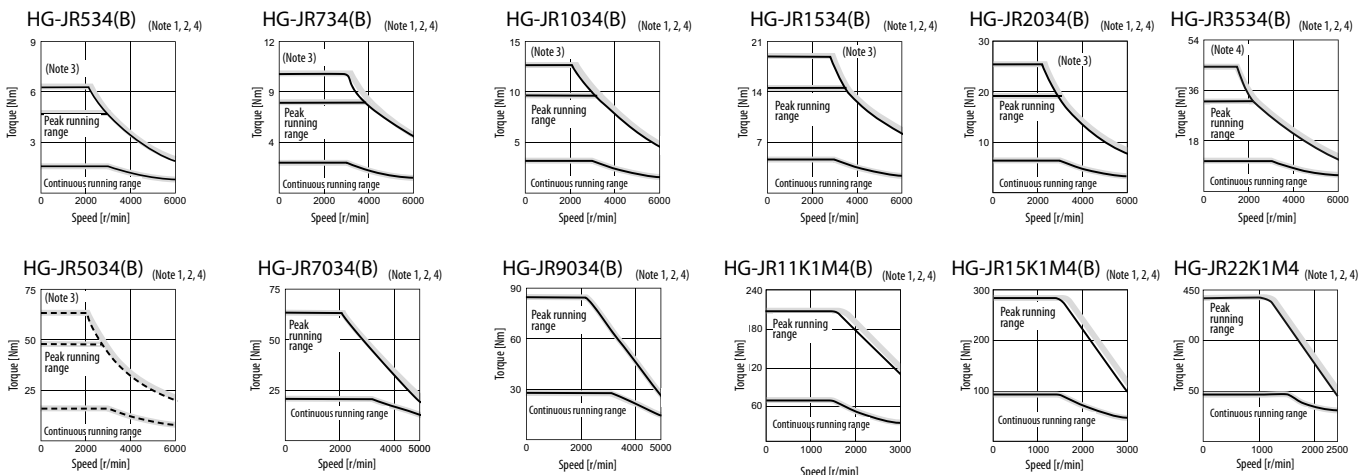 HG-JR534(B) (Note 1, 2, 4)
9
6
3
Torque [Nm]
(Note 3)
Peak running
range
Continuous running range
0 2000 4000 6000
Speed [r/min]
HG-JR734(B) (Note 1, 2, 4)
12
9
4
Torque [Nm]
(Note 3)
Peak
running
range
Continuous running range
0 2000 4000 6000
Speed [r/min]
HG-JR1034(B) (Note 1, 2, 4)
15
10
5
Torque [Nm]
(Note 3)
Peak running
range
Continuous running range
0 2000 4000 6000
Speed [r/min]
HG-JR1534(B) (Note 1, 2, 4)
21
14
7
Torque [Nm]
(Note 3)
Peak running
range
Continuous running range
0 2000 4000 6000
Speed [r/min]
HG-JR2034(B) (Note 1, 2, 4)
30
20
10
Torque [Nm]
(Note 3)
Peak running
range
Continuous running range
0 2000 4000 6000
Speed [r/min]
HG-JR3534(B) (Note 1, 2, 4)
54
36
18
Torque [Nm]
(Note 4)
Peak
running
range
Continuous running range
0 2000 4000 6000
Speed [r/min]
HG-JR5034(B) (Note 1, 2, 4)
75
50
25
Torque [Nm]
(Note 3)
Peak
running
range
Continuous running range
0 2000 4000 6000
Speed [r/min]
HG-JR7034(B) (Note 1, 2, 4)
75
50
25
Torque [Nm]
Peak
running
range
Continuous running range
0 2000 4000 5000
Speed [r/min]
HG-JR9034(B) (Note 1, 2, 4)
90
60
30
Torque [Nm]
Peak running
range
Continuous running range
0 2000 4000 5000
Speed [r/min]
HG-JR11K1M4(B) (Note 1, 2, 4)
240
180
120
60
Torque [Nm]
Peak running
range
Continuous running range
0 1000 2000 3000
Speed [r/min]
HG-JR15K1M4(B) (Note 1, 2, 4)
300
200
100
Torque [Nm]
Peak running
range
Continuous running range
0 1000 2000 3000
Speed [r/min]
HG-JR22K1M4 (Note 1, 2, 4)
450
00
50
Torque [Nm]
Peak running
range
Continuous running range
0 1000 2000 2500
Speed [r/min]